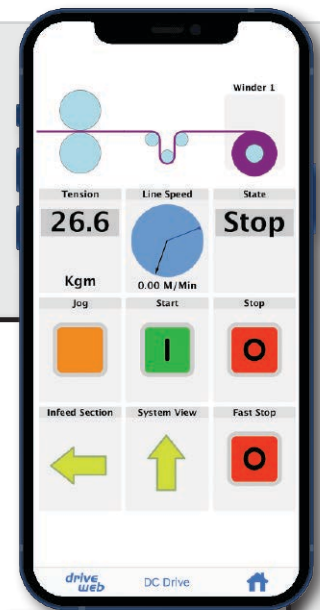 Winder 1
Tension
Line Speed
State
26.6
Stop
Kgm
0.00 M/Min
Jog
Start
Stop
I
O
Infeed Section
System View
Fast Stop
O
drive
web
DC Drive